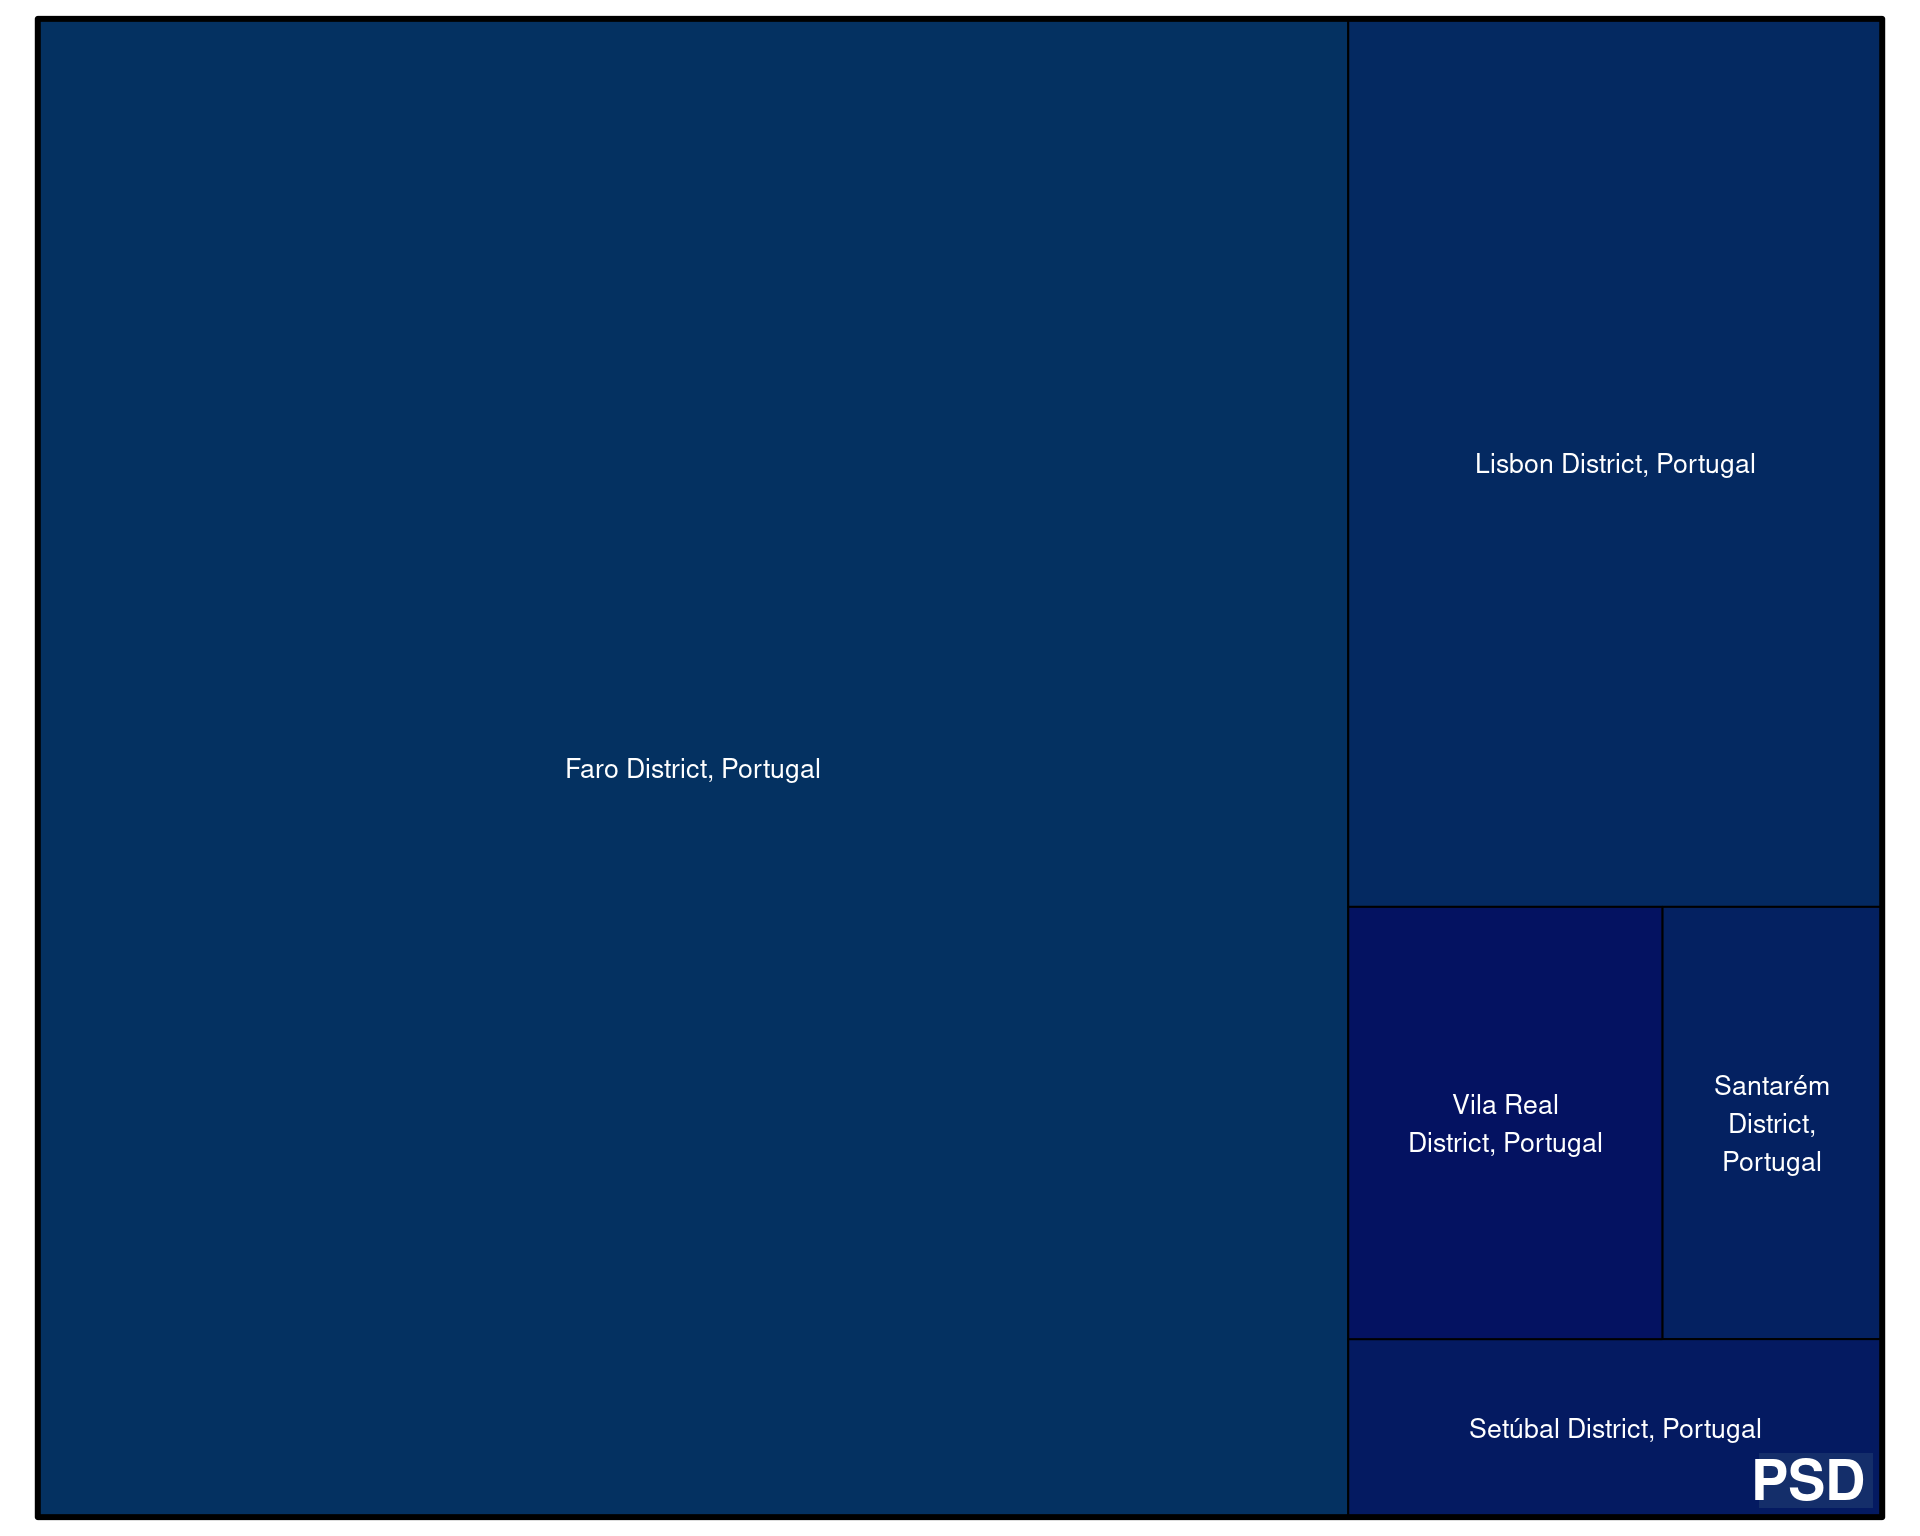 Faro District, Portugal
Lisbon District, Portugal
Vila Real
District, Portugal
Santarém
District,
Portugal
Setúbal District, Portugal
PSD